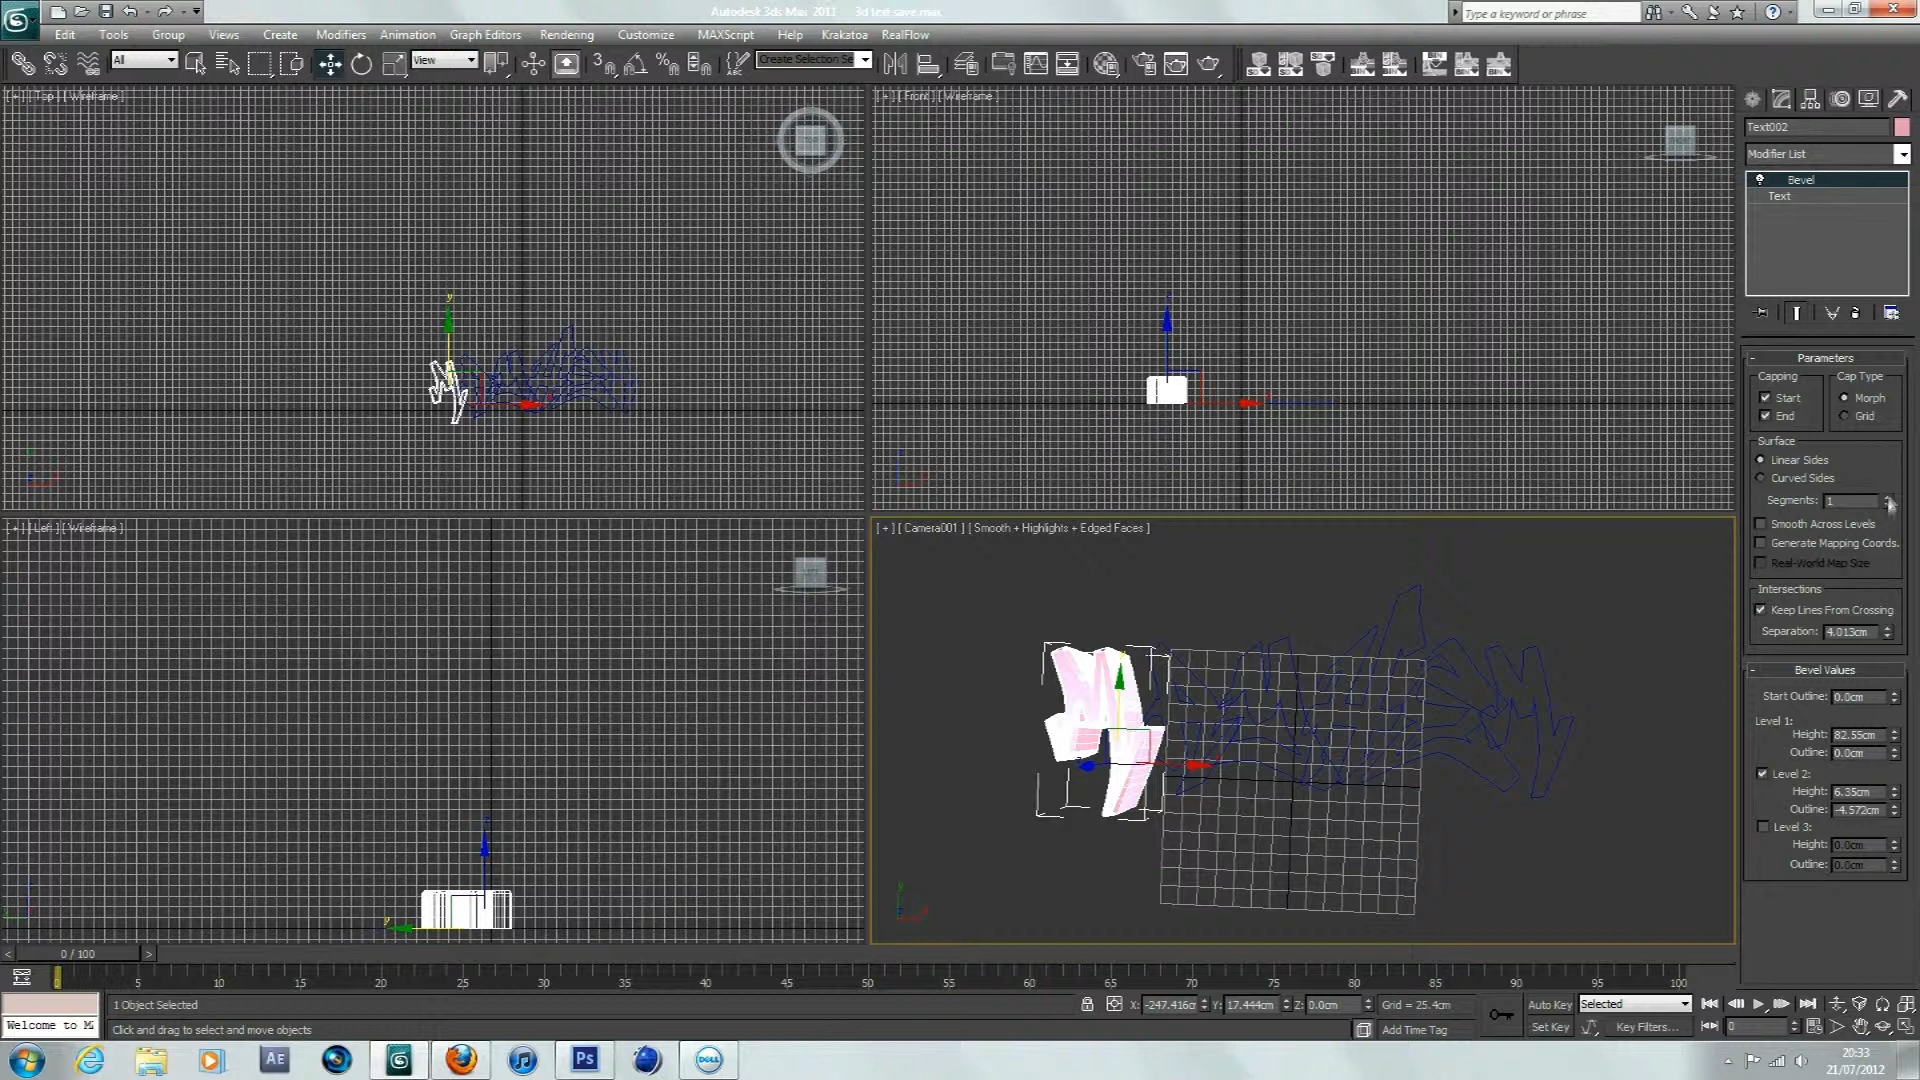 Autodesk 3ds Max 2011 3d text save.max
Type a keyword or phrase
Edit Tools Group Views Create Modifiers Animation Graph Editors Rendering Customize MAXScript Help Krakatoa RealFlow
All View 3 Create Selection Se
[ + ] [ Top ] [ Wireframe ]
[ + ] [ Front ] [ Wireframe ]
Text002
Modifier List
Bevel
Text
Parameters
Capping Cap Type
Start Morph
End Grid
Surface
Linear Sides
Curved Sides
Segments: 1
Smooth Across Levels
Generate Mapping Coords.
Real-World Map Size
Intersections
Keep Lines From Crossing
Separation: 4.013cm
Bevel Values
Start Outline: 0.0cm
Level 1:
Height: 82.55cm
Outline: 0.0cm
Level 2:
Height: 6.35cm
Outline: -4.572cm
Level 3:
Height: 0.0cm
Outline: 0.0cm
[ + ] [ Left ] [ Wireframe ]
[ + ] [ Camera001 ] [ Smooth + Highlights + Edged Faces ]
< 0 / 100 >
5 10 15 20 25 30 35 40 45 50 55 60 65 70 75 80 85 90 95 100
1 Object Selected X: -247.416c Y: 17.444cm Z: 0.0cm Grid = 25.4cm Auto Key Selected
Welcome to M Click and drag to select and move objects Add Time Tag Set Key Key Filters... 0
AE Ps DELL
20:33
21/07/2012